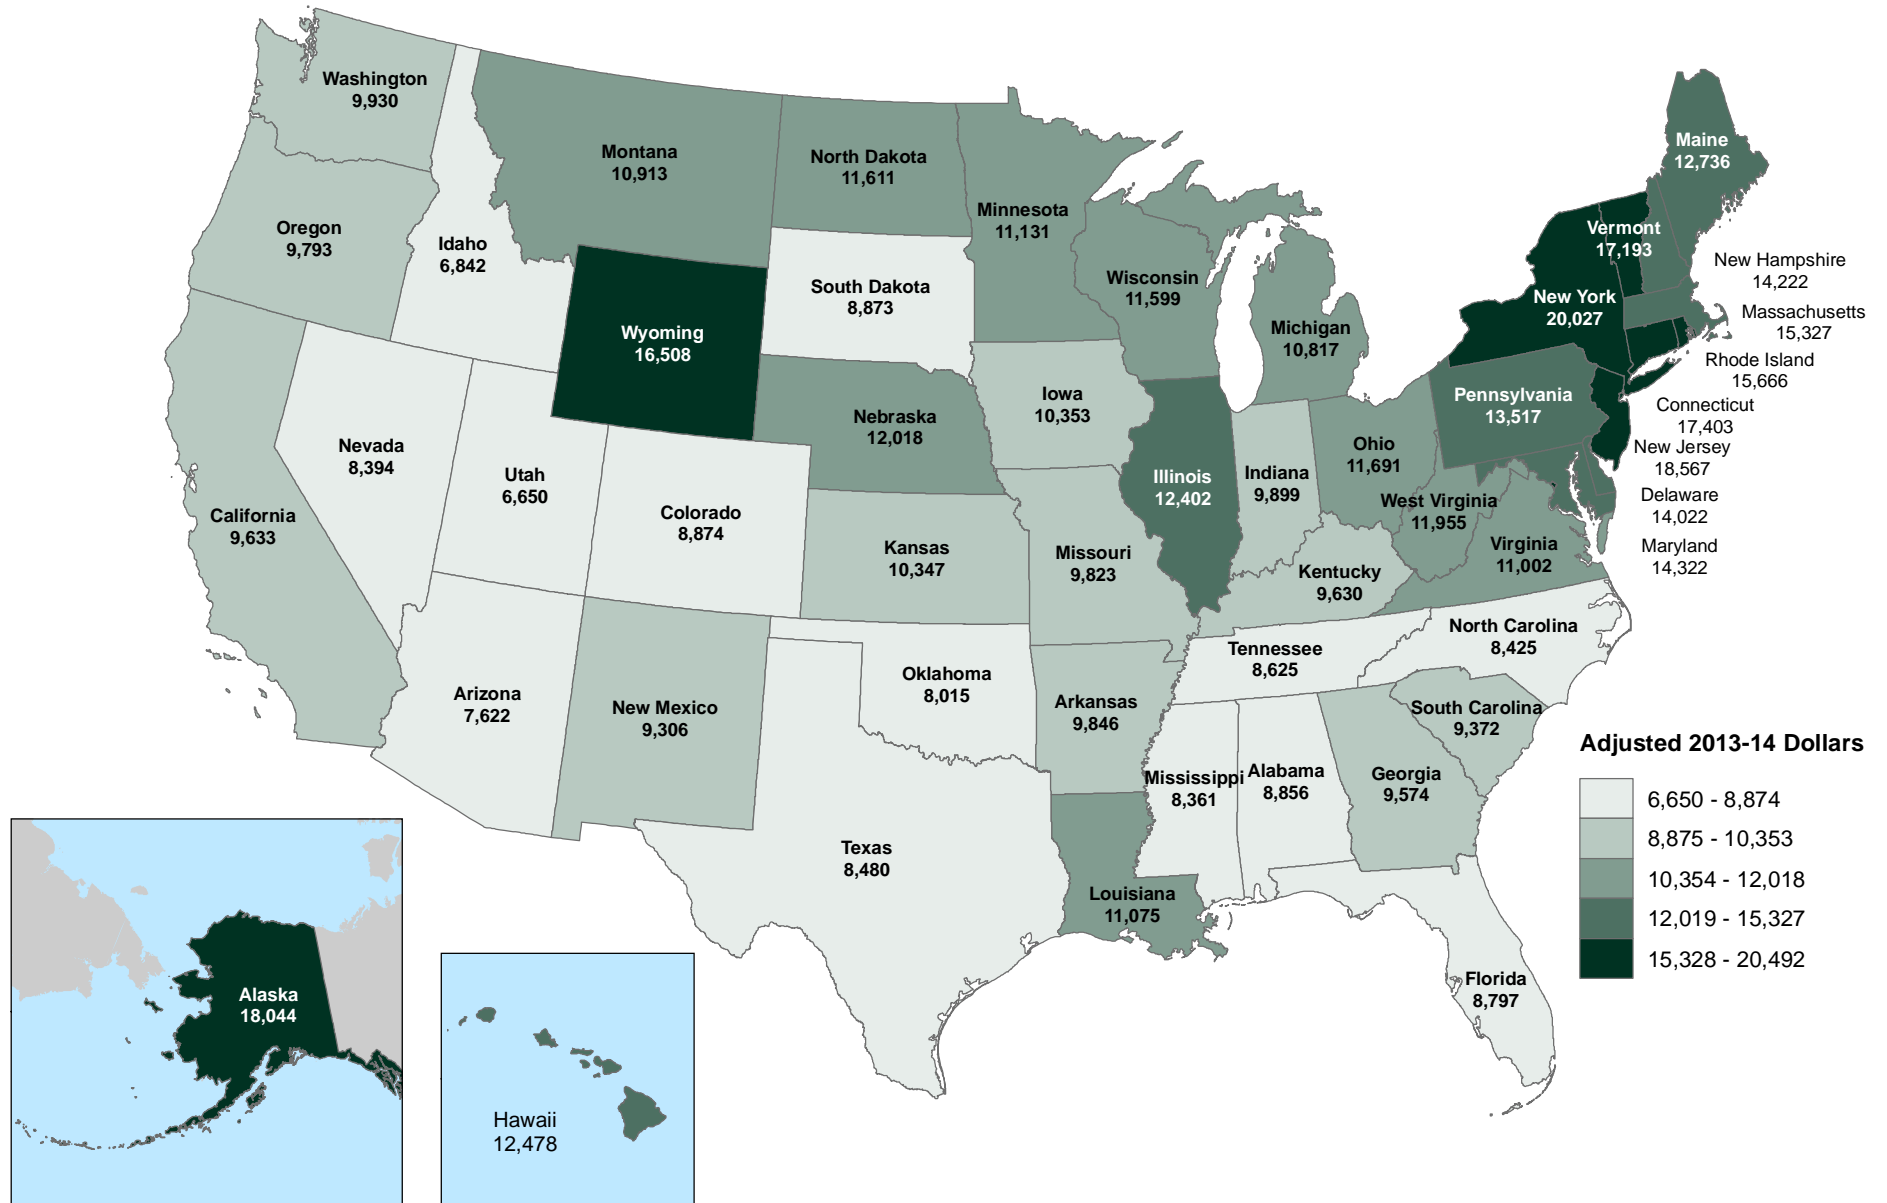 Washington
9,930
Montana
10,913
North Dakota
11,611
Minnesota
11,131
Maine
12,736
Oregon
9,793
Idaho
6,842
South Dakota
8,873
Wisconsin
11,599
Vermont
17,193
New Hampshire
14,222
Wyoming
16,508
Michigan
10,817
New York
20,027
Massachusetts
15,327
Rhode Island
15,666
Nebraska
12,018
Iowa
10,353
Pennsylvania
13,517
Connecticut
17,403
Nevada
8,394
Utah
6,650
Illinois
12,402
Indiana
9,899
Ohio
11,691
New Jersey
18,567
California
9,633
Colorado
8,874
West Virginia
11,955
Delaware
14,022
Kansas
10,347
Missouri
9,823
Kentucky
9,630
Virginia
11,002
Maryland
14,322
Arizona
7,622
New Mexico
9,306
Oklahoma
8,015
Arkansas
9,846
Tennessee
8,625
North Carolina
8,425
South Carolina
9,372
Texas
8,480
Mississippi
8,361
Alabama
8,856
Georgia
9,574
Louisiana
11,075
Florida
8,797
Alaska
18,044
Hawaii
12,478
Adjusted 2013-14 Dollars
6,650 - 8,874
8,875 - 10,353
10,354 - 12,018
12,019 - 15,327
15,328 - 20,492